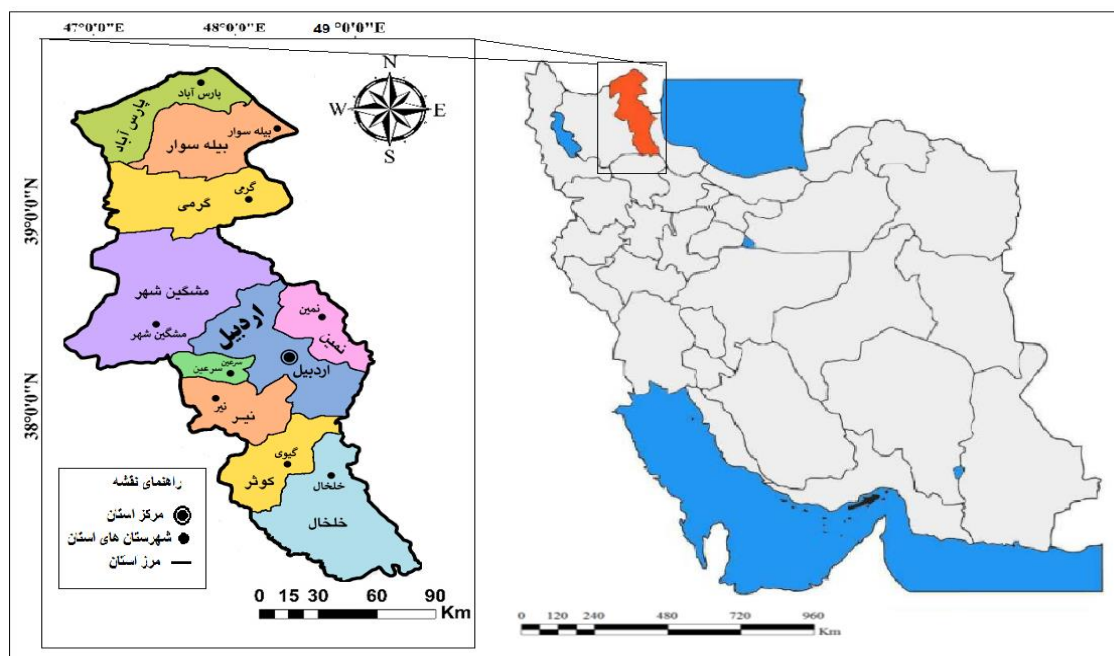 47°0'0"E 48°0'0"E 49°0'0"E
N
W E
S
39°0'0"N
38°0'0"N
پارس آباد
پارس آباد
بیله سوار
بیله سوار
گرمی
گرمی
مشگین شهر
مشگین شهر
اردبیل
اردبیل
نمین
نمین
سرعین
سرعین
نیر
نیر
گیوی
کوثر
خلخال
خلخال
راهنمای نقشه
مرکز استان
شهرستان های استان
مرز استان
0 15 30 60 90
Km
0 120 240 480 720 960
Km